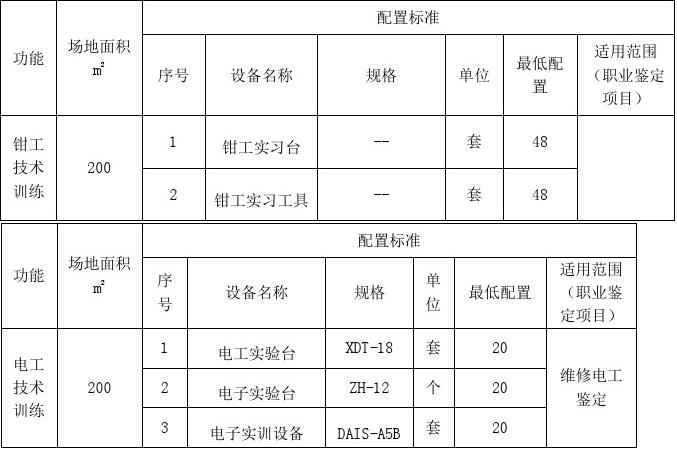 功能
场地面积
㎡
配置标准
序号
设备名称
规格
单位
最低配
置
适用范围
（职业鉴定
项目）
钳工
技术
训练
200
1
钳工实习台
--
套
48
2
钳工实习工具
--
套
48
功能
场地面积
㎡
配置标准
序
号
设备名称
规格
单
位
最低配置
适用范围
（职业鉴
定项目）
电工
技术
训练
200
1
电工实验台
XDT-18
套
20
维修电工
鉴定
2
电子实验台
ZH-12
个
20
3
电子实训设备
DAIS-A5B
套
20